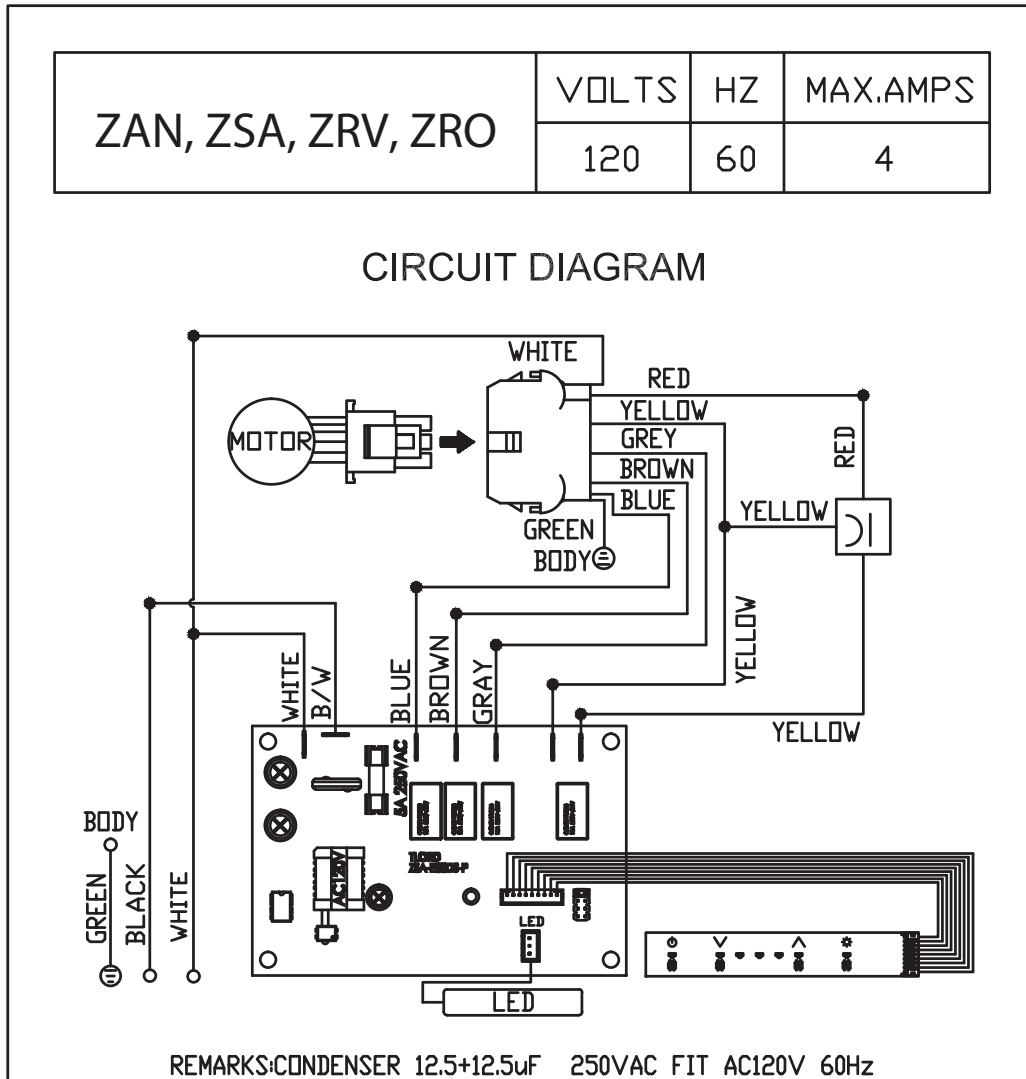 ZAN, ZSA, ZRV, ZRO
VOLTS HZ MAX.AMPS
120 60 4
CIRCUIT DIAGRAM
WHITE
RED
YELLOW
GREY
BROWN
BLUE
MOTOR
GREEN
BODY
RED
YELLOW
YELLOW
YELLOW
WHITE
B/W
BLUE
BROWN
GRAY
5A 250VAC
AC120V
LED
LED
BODY
GREEN
BLACK
WHITE
REMARKS:CONDENSER 12.5+12.5uF 250VAC FIT AC120V 60Hz